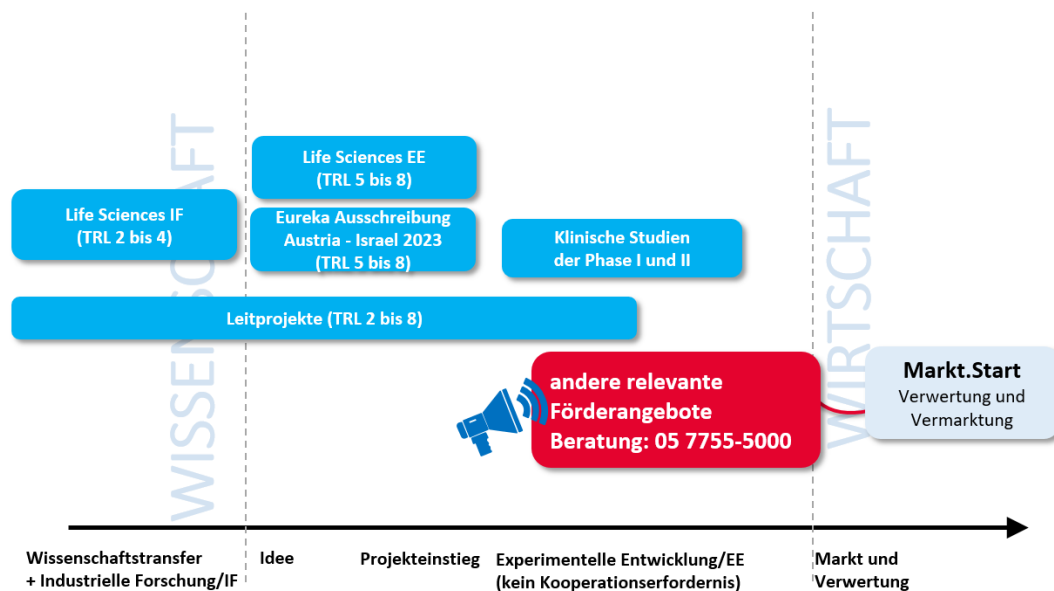 WISSENSCHAFT
WIRTSCHAFT
Life Sciences EE
(TRL 5 bis 8)
Life Sciences IF
(TRL 2 bis 4)
Eureka Ausschreibung
Austria - Israel 2023
(TRL 5 bis 8)
Klinische Studien
der Phase I und II
Leitprojekte (TRL 2 bis 8)
andere relevante
Förderangebote
Beratung: 05 7755-5000
Markt.Start
Verwertung und
Vermarktung
Wissenschaftstransfer
+ Industrielle Forschung/IF
Idee
Projekteinstieg
Experimentelle Entwicklung/EE
(kein Kooperationserfordernis)
Markt und
Verwertung